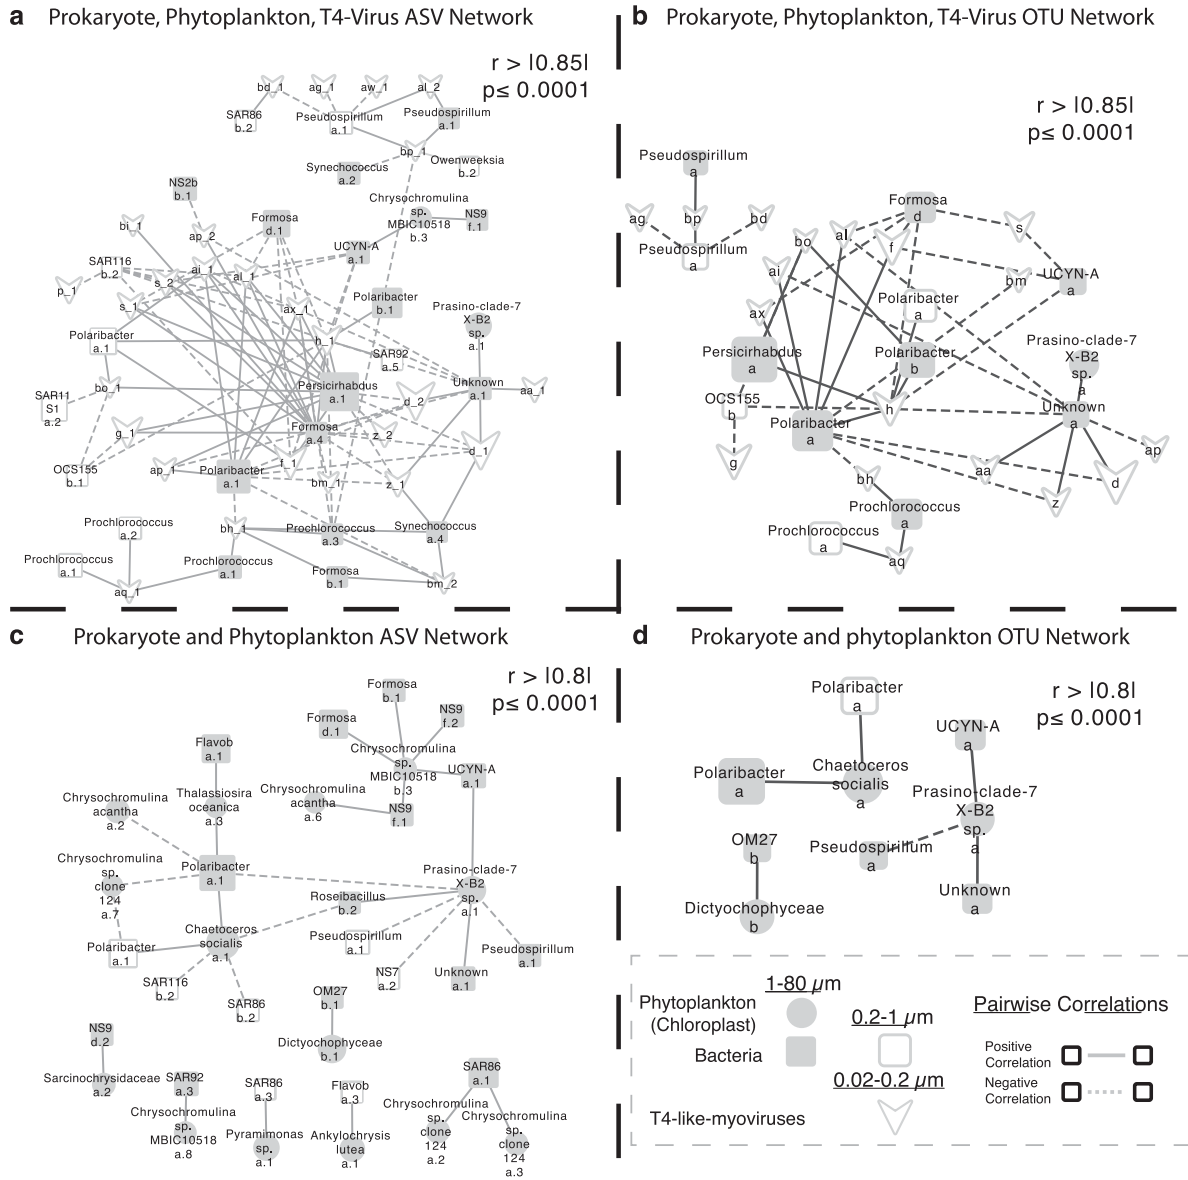 a Prokaryote, Phytoplankton, T4-Virus ASV Network
r > |0.85|
p≤ 0.0001
bd_1
ag_1
aw_1
al_2
SAR86
b.2
Pseudospirillum
a.1
Pseudospirillum
a.1
bp_1
Owenweeksia
b.2
Synechococcus
a.2
NS2b
b.1
Chrysochromulina
sp.
MBIC10518
b.3
NS9
f.1
bi_1
ap_2
Formosa
d.1
UCYN-A
a.1
SAR116
b.2
s_2
ai_1
al_1
p_1
s_1
ax_1
Polaribacter
b.1
Prasino-clade-7
X-B2
sp.
a.1
Polaribacter
a.1
h_1
SAR92
a.5
SAR11
S1
a.2
bo_1
Persicirhabdus
a.1
Unknown
a.1
aa_1
d_2
g_1
Formosa
a.4
z_2
d_1
OCS155
b.1
ap_1
Polaribacter
a.1
f_1
bm_1
z_1
Prochlorococcus
a.2
bh_1
Prochlorococcus
a.3
Synechococcus
a.4
Prochlorococcus
a.1
Prochlorococcus
a.1
Formosa
b.1
bm_2
aq_1
b Prokaryote, Phytoplankton, T4-Virus OTU Network
r > |0.85|
p≤ 0.0001
Pseudospirillum
a
ag
bp
bd
Pseudospirillum
a
Formosa
d
bo
al
f
s
ai
bm
UCYN-A
a
ax
Polaribacter
a
Prasino-clade-7
X-B2
sp.
a
Persicirhabdus
a
Polaribacter
b
OCS155
b
h
Unknown
a
Polaribacter
a
g
bh
aa
d
ap
z
Prochlorococcus
a
Prochlorococcus
a
aq
c Prokaryote and Phytoplankton ASV Network
r > |0.8|
p≤ 0.0001
Formosa
b.1
NS9
f.2
Formosa
d.1
Flavob
a.1
Chrysochromulina
sp.
MBIC10518
b.3
UCYN-A
a.1
Chrysochromulina
acantha
a.2
Thalassiosira
oceanica
a.3
Chrysochromulina
acantha
a.6
NS9
f.1
Chrysochromulina
sp.
clone
124
a.7
Polaribacter
a.1
Prasino-clade-7
X-B2
sp.
a.1
Roseibacillus
b.2
Polaribacter
a.1
Chaetoceros
socialis
a.1
Pseudospirillum
a.1
Pseudospirillum
a.1
SAR116
b.2
SAR86
b.2
NS7
a.2
Unknown
a.1
OM27
b.1
NS9
d.2
Dictyochophyceae
b.1
Sarcinochrysidaceae
a.2
SAR92
a.3
SAR86
a.3
Flavob
a.3
SAR86
a.1
Chrysochromulina
sp.
MBIC10518
a.8
Pyramimonas
sp.
a.1
Ankylochrysis
lutea
a.1
Chrysochromulina
sp.
clone
124
a.2
Chrysochromulina
sp.
clone
124
a.3
d Prokaryote and phytoplankton OTU Network
r > |0.8|
p≤ 0.0001
Polaribacter
a
UCYN-A
a
Polaribacter
a
Chaetoceros
socialis
a
Prasino-clade-7
X-B2
sp.
a
OM27
b
Pseudospirillum
a
Dictyochophyceae
b
Unknown
a
1-80 µm
Phytoplankton
(Chloroplast)
0.2-1 µm
Bacteria
0.02-0.2 µm
T4-like-myoviruses
Pairwise Correlations
Positive
Correlation
Negative
Correlation